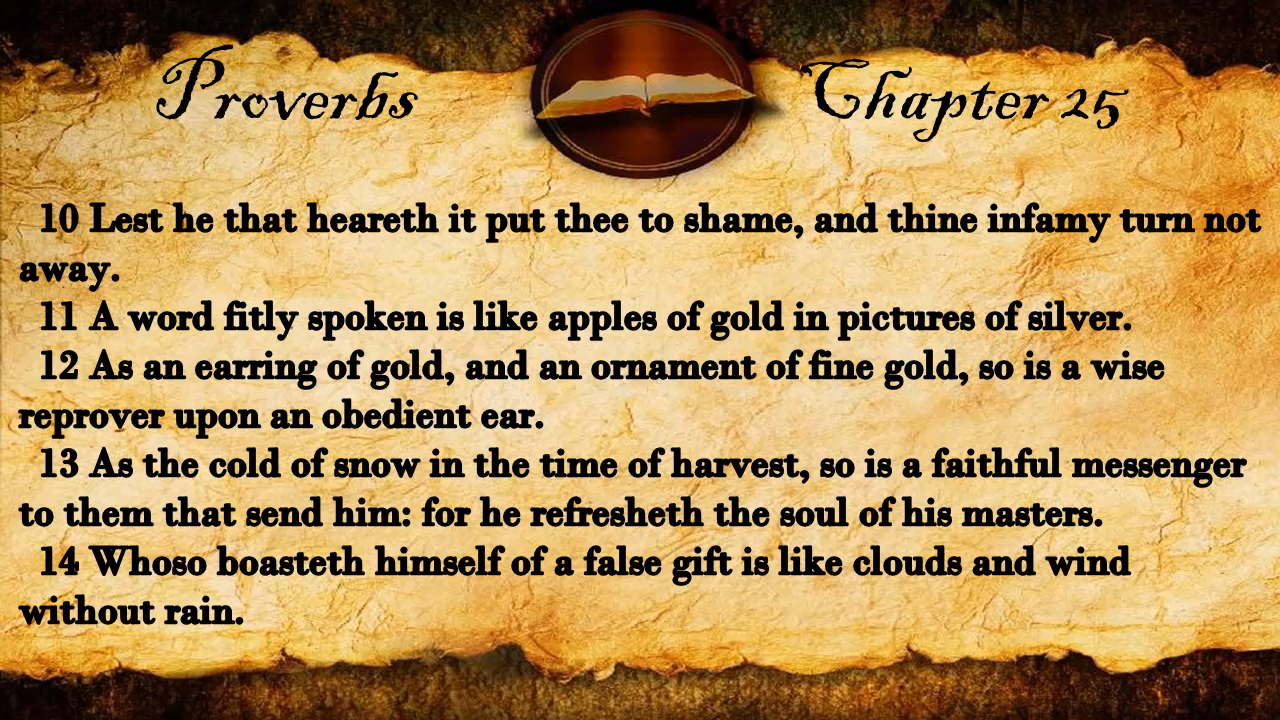 Proverbs Chapter 25
10 Lest he that heareth it put thee to shame, and thine infamy turn not
away.
11 A word fitly spoken is like apples of gold in pictures of silver.
12 As an earring of gold, and an ornament of fine gold, so is a wise
reprover upon an obedient ear.
13 As the cold of snow in the time of harvest, so is a faithful messenger
to them that send him: for he refresheth the soul of his masters.
14 Whoso boasteth himself of a false gift is like clouds and wind
without rain.